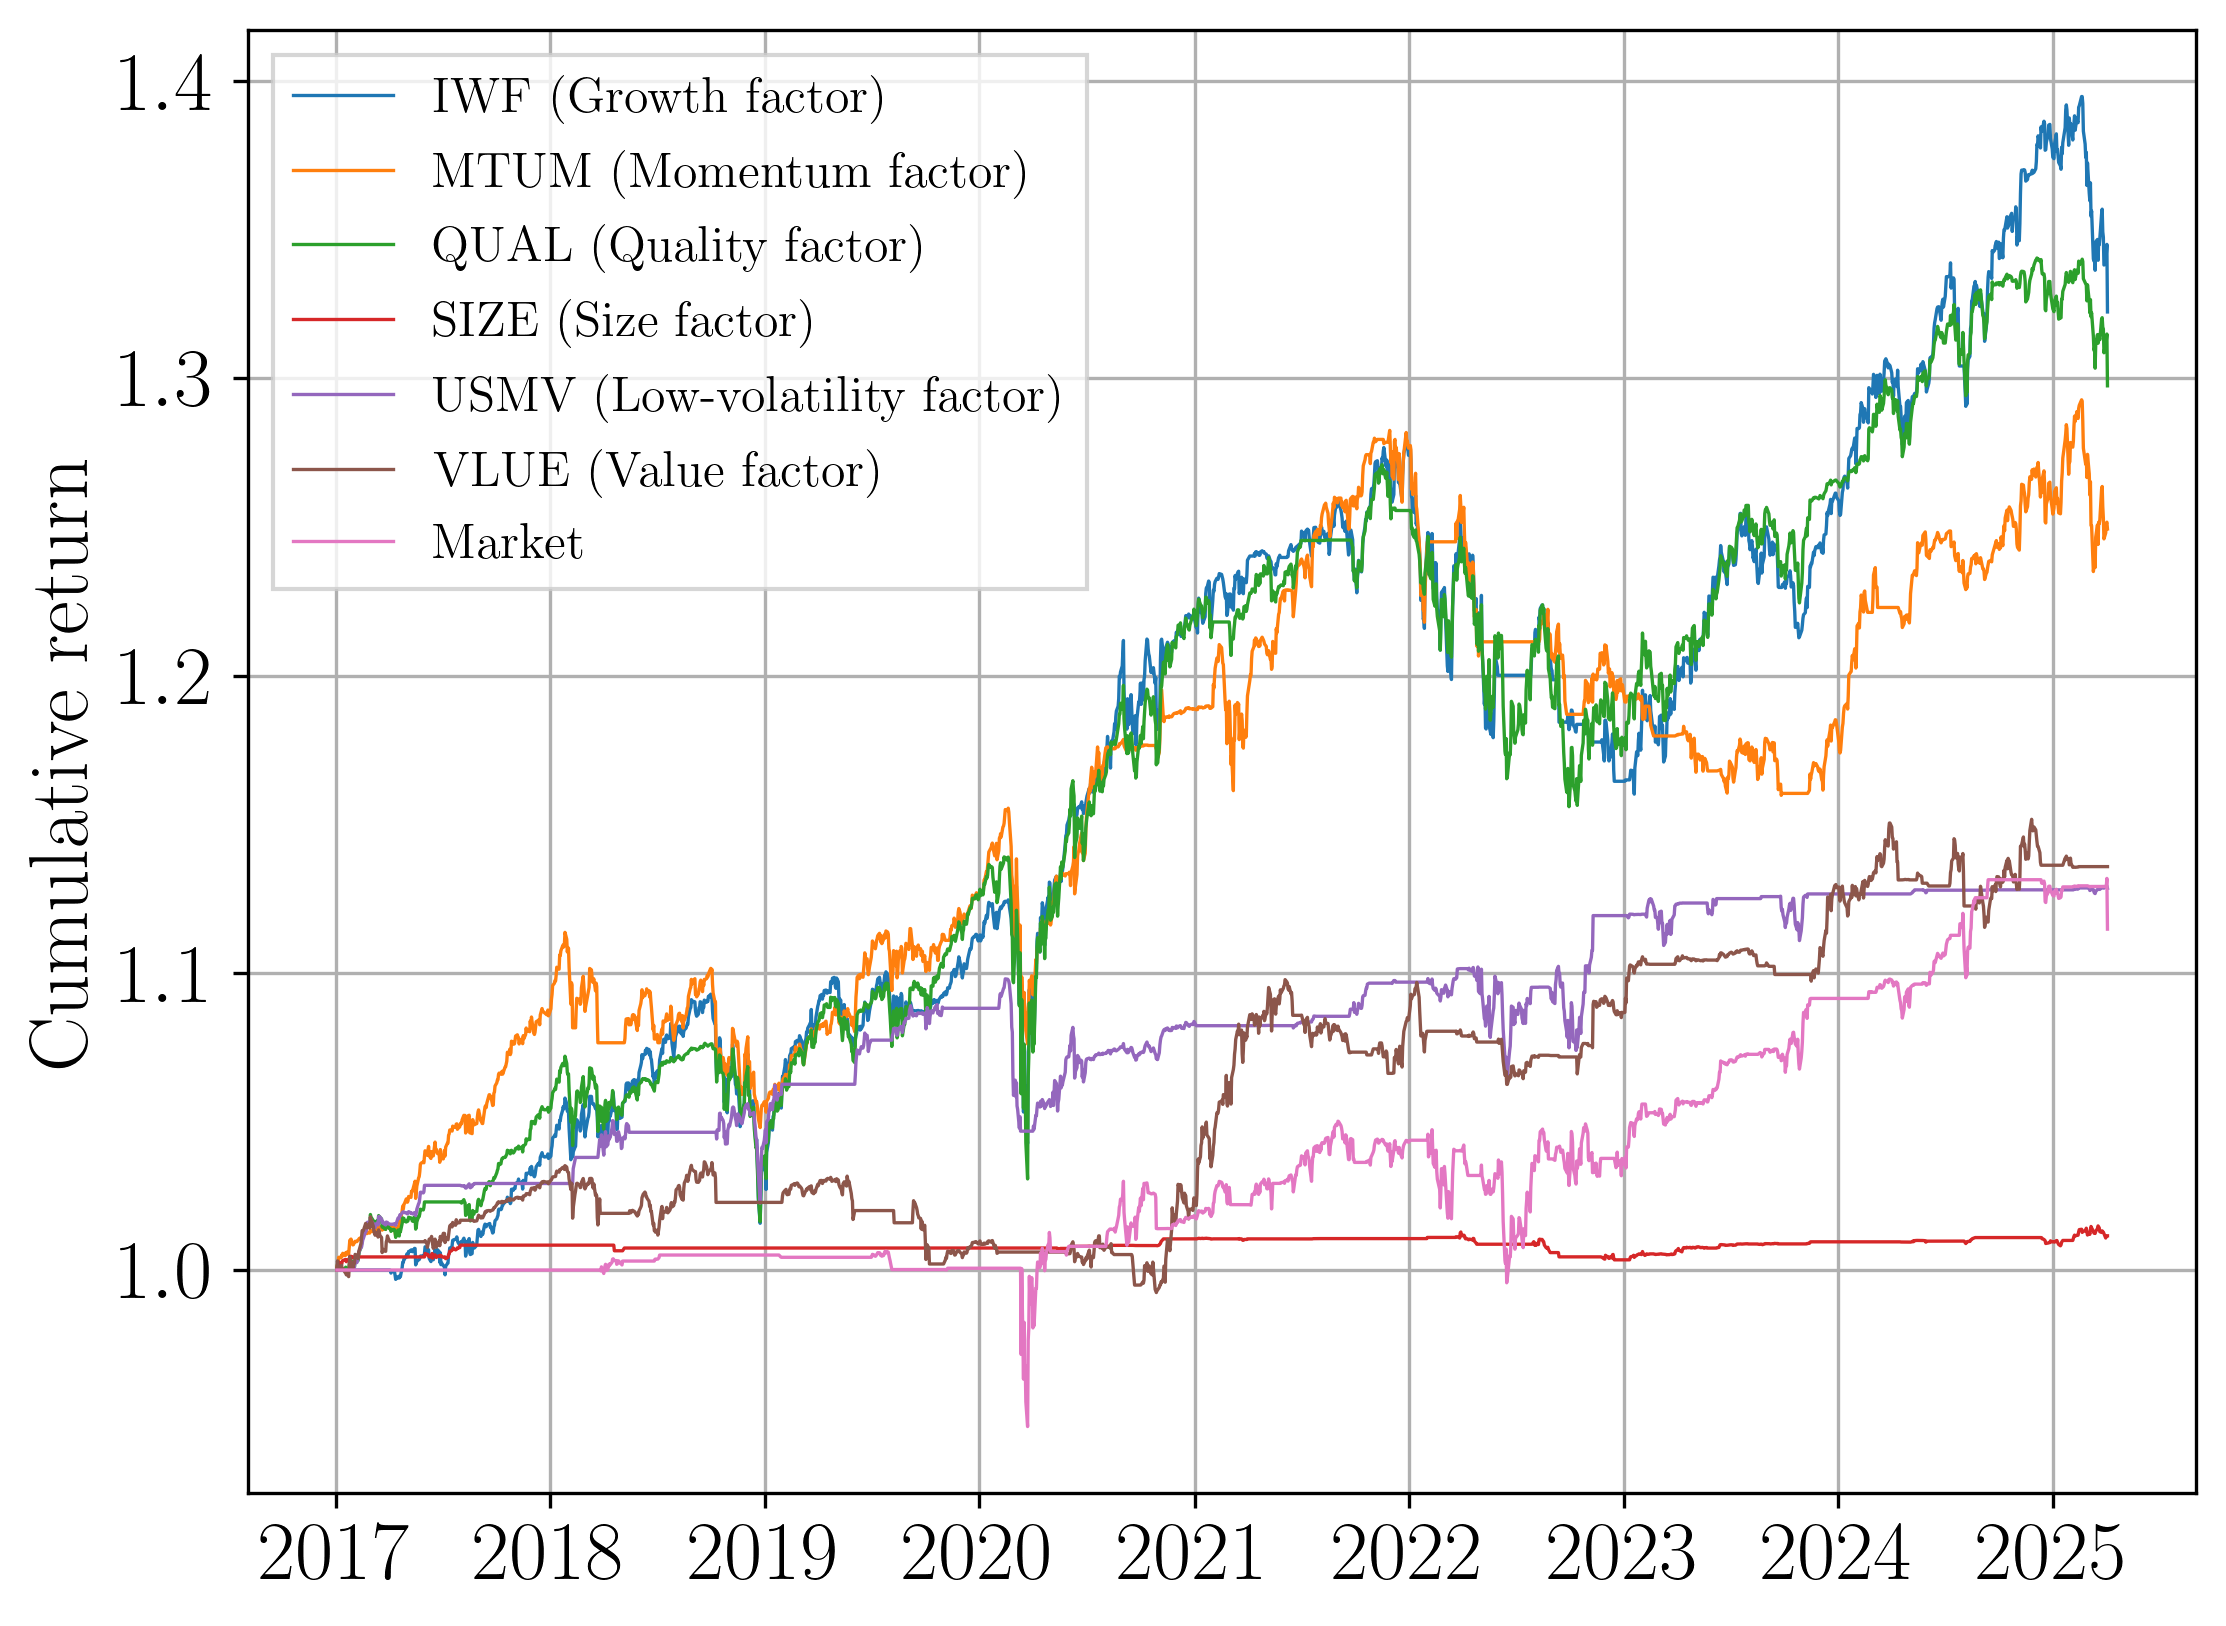 1.4
1.3
1.2
1.1
1.0
Cumulative return
IWF (Growth factor)
MTUM (Momentum factor)
QUAL (Quality factor)
SIZE (Size factor)
USMV (Low-volatility factor)
VLUE (Value factor)
Market
2017 2018 2019 2020 2021 2022 2023 2024 2025